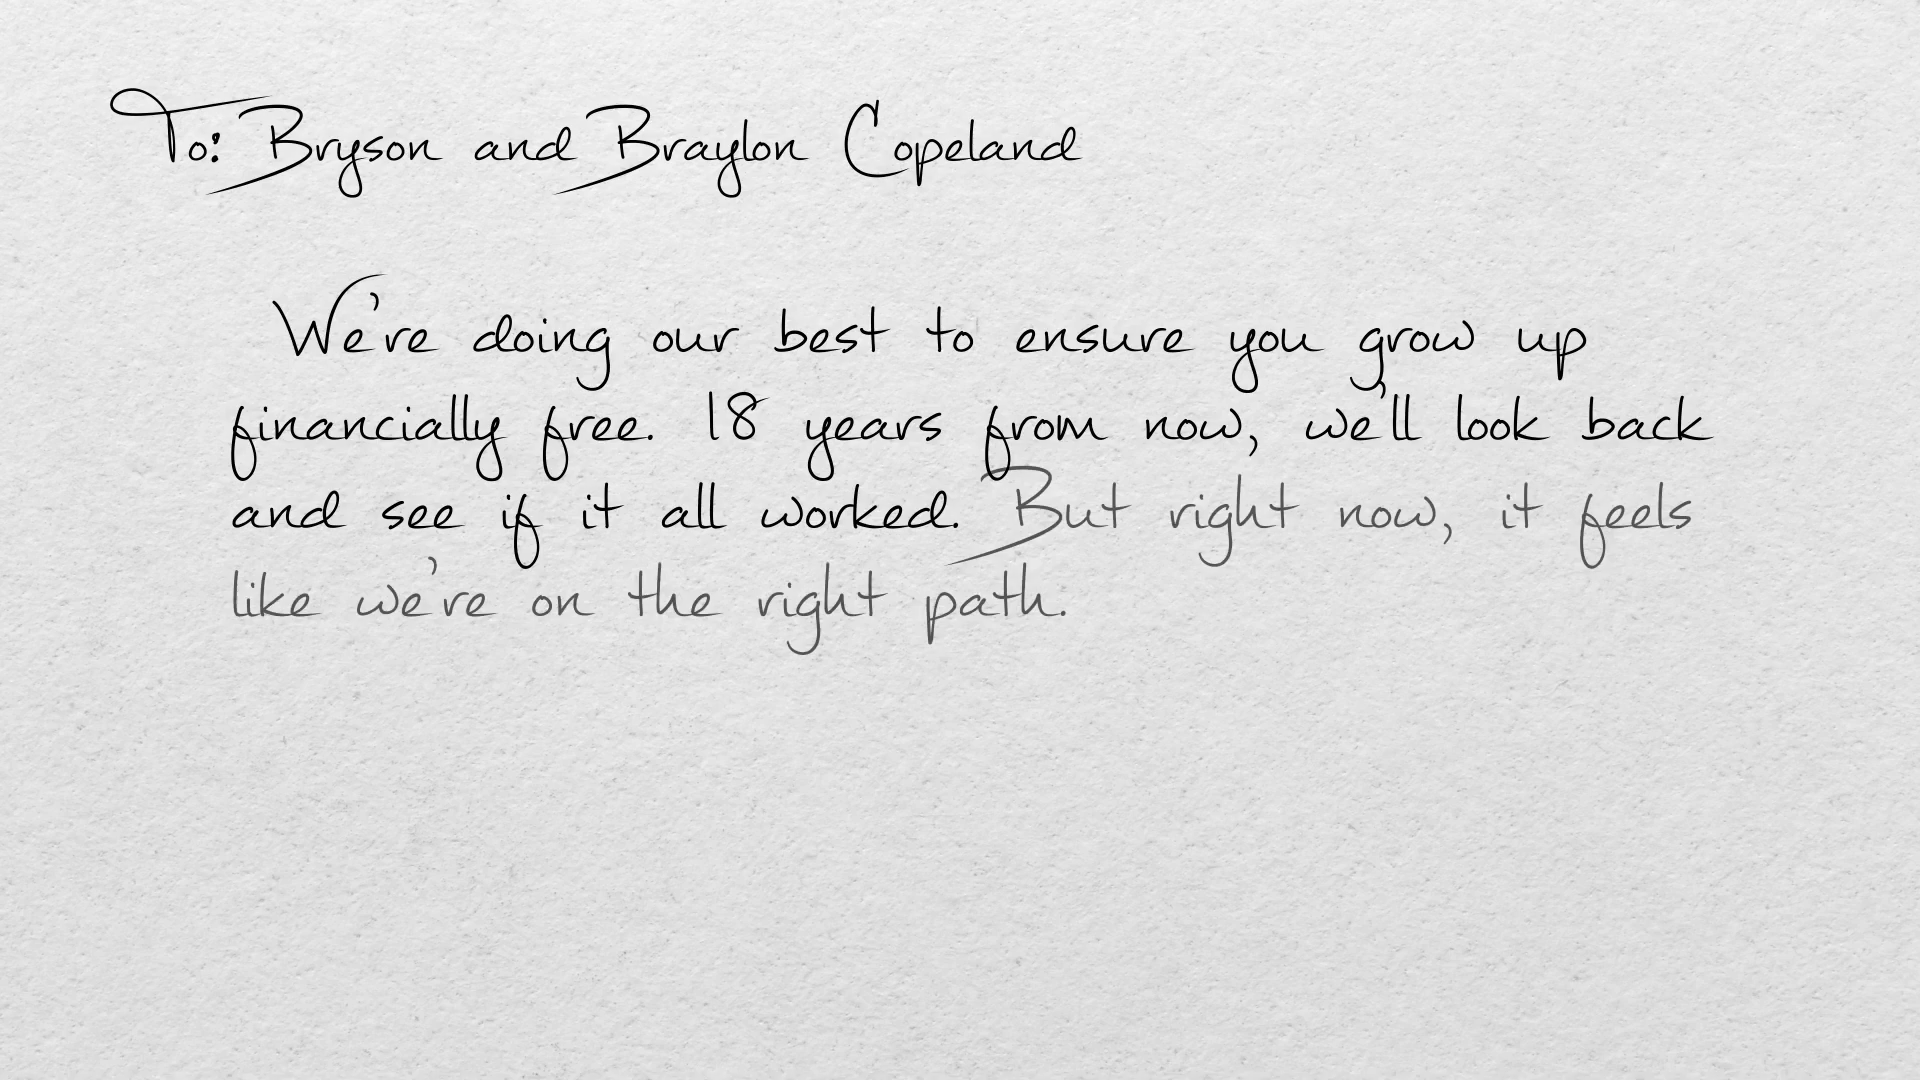 To: Bryson and Braylon Copeland
We're doing our best to ensure you grow up
financially free. 18 years from now, we'll look back
and see if it all worked. But right now, it feels
like we're on the right path.